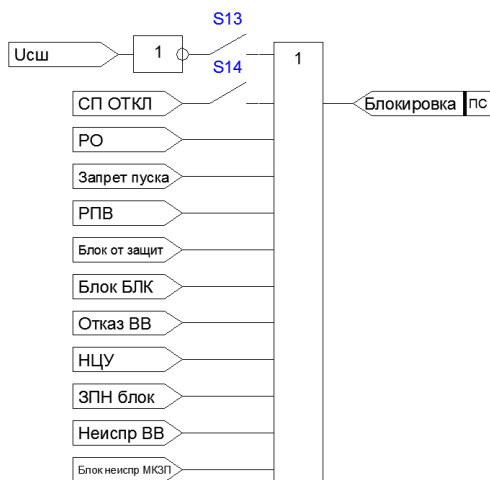 S13
Uсш
1
1
S14
СП ОТКЛ
Блокировка
ПС
РО
Запрет пуска
РПВ
Блок от защит
Блок БЛК
Отказ ВВ
НЦУ
ЗПН блок
Неиспр ВВ
Блок неиспр МКЗП